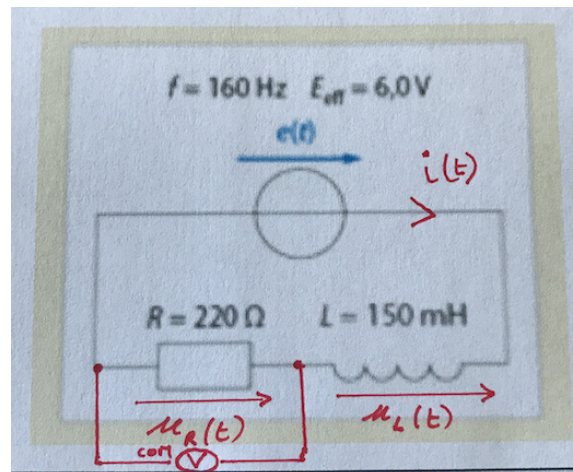 f = 160 Hz E_eff = 6,0 V
e(t)
i(t)
R = 220 Ω L = 150 mH
u_R(t) u_L(t)
com V